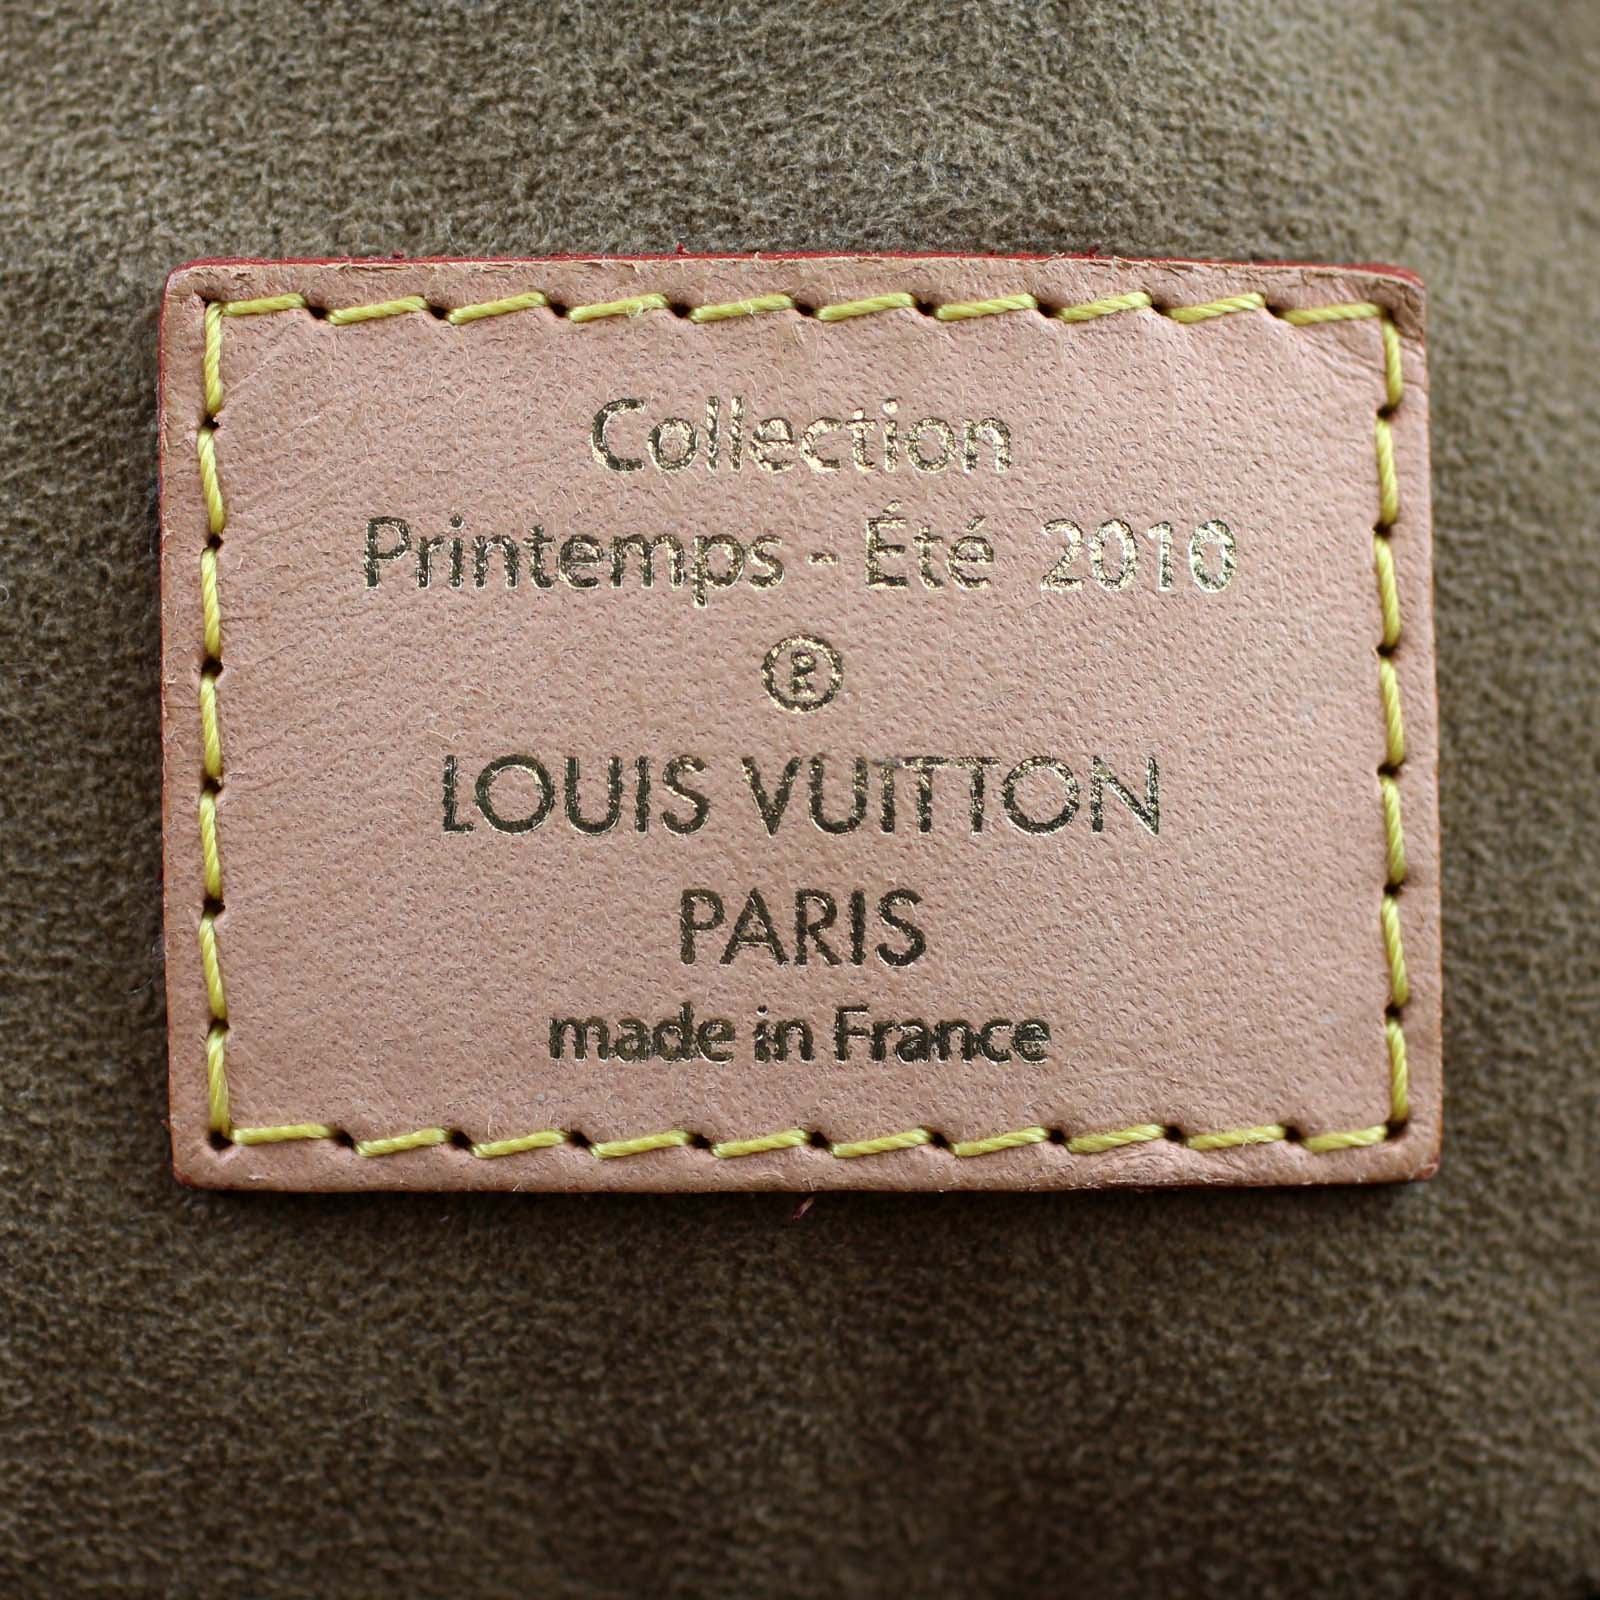 Collection
Printemps - Été 2010
®
LOUIS VUITTON
PARIS
made in France